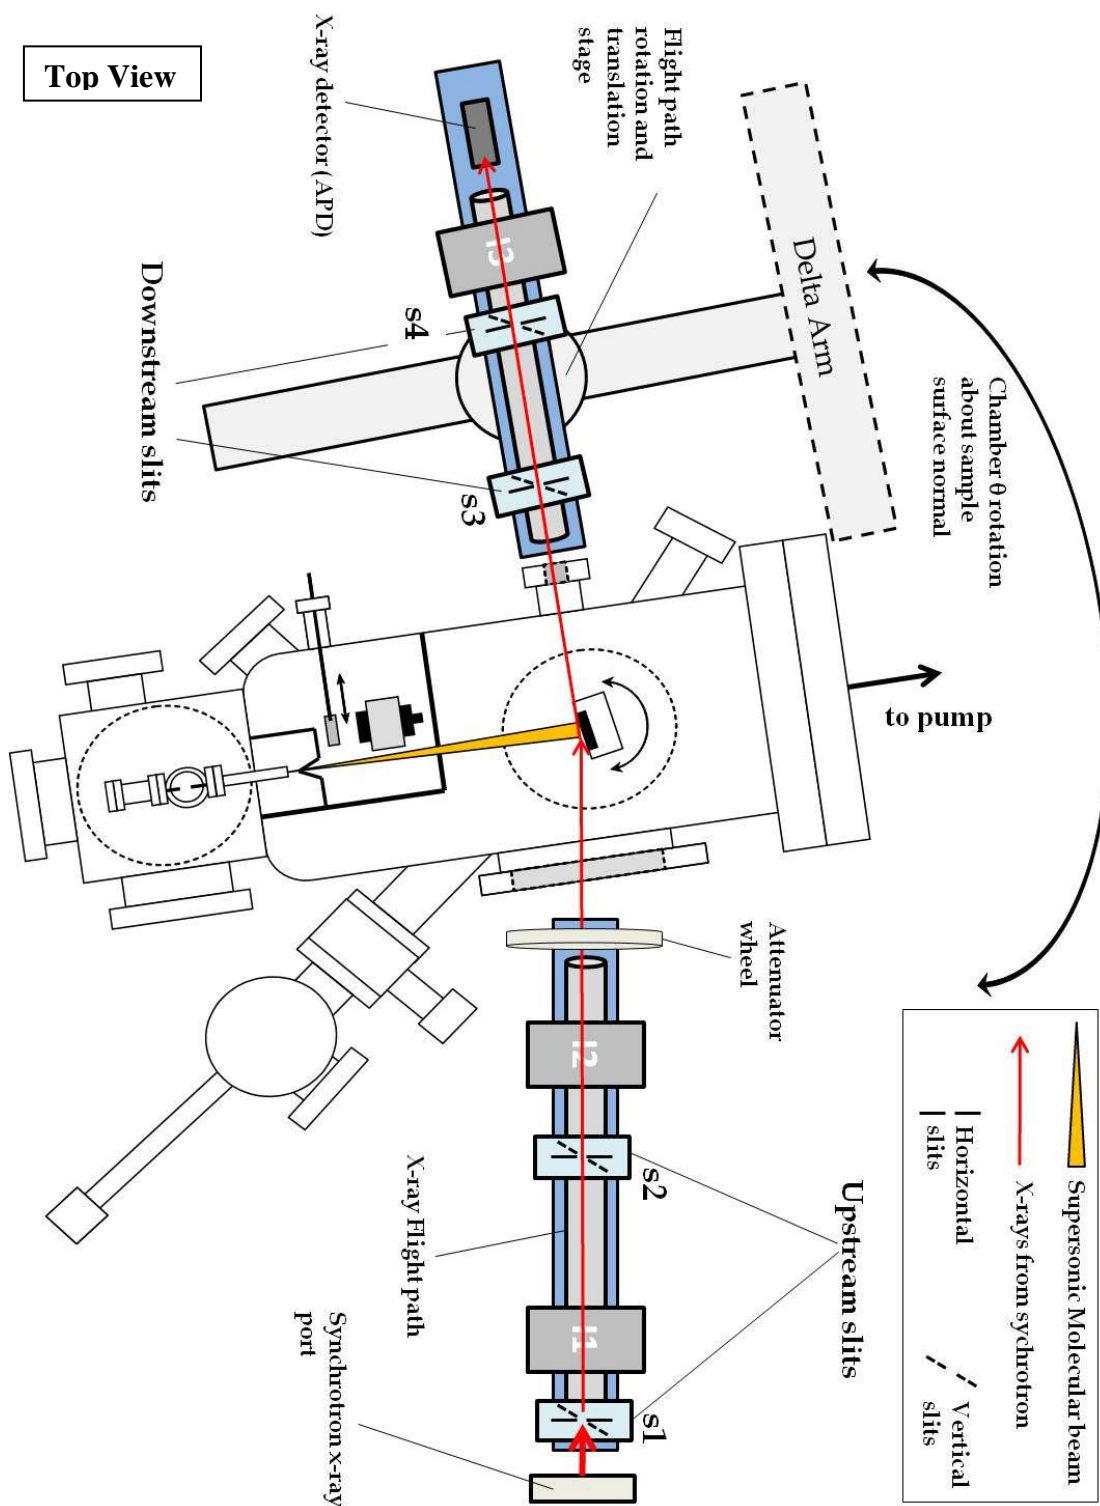 Top View
X-ray detector (APD)
Flight path
rotation and
translation
stage
Delta Arm
Chamber θ rotation
about sample
surface normal
I3
s4
s3
Downstream slits
to pump
Attenuator
wheel
I2
s2
X-ray Flight path
Upstream slits
I1
s1
Synchrotron x-ray
port
Supersonic Molecular beam
X-rays from sychrotron
Horizontal
slits
Vertical
slits